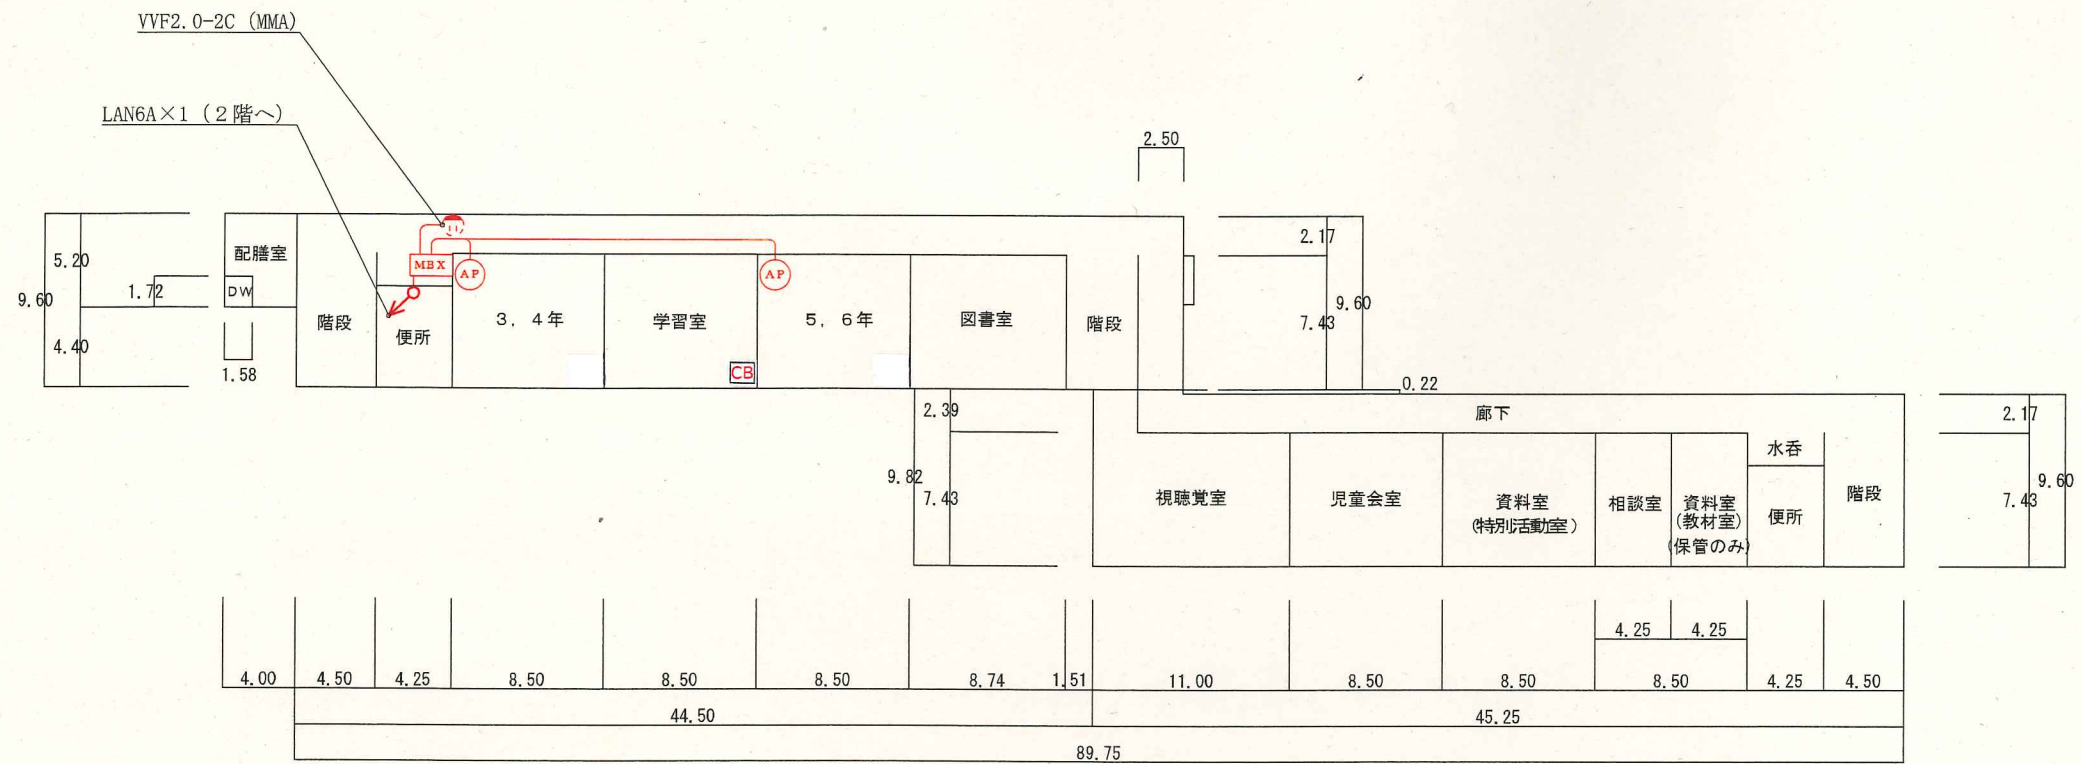 VVF2.0-2C (MMA)
LAN6A×1 (2階へ)
2.50
5.20
9.60
1.72
4.40
1.58
配膳室
DW
階段
便所
MBX
AP
AP
3, 4年
学習室
CB
5, 6年
図書室
階段
2.17
9.60
7.43
0.22
2.39
9.82
7.43
廊下
視聴覚室
児童会室
資料室
(特別活動室)
相談室
資料室
(教材室)
(保管のみ)
水呑
便所
階段
2.17
9.60
7.43
4.25 4.25
4.00 4.50 4.25 8.50 8.50 8.50 8.74 1.51 11.00 8.50 8.50 8.50 4.25 4.50
44.50 45.25
89.75